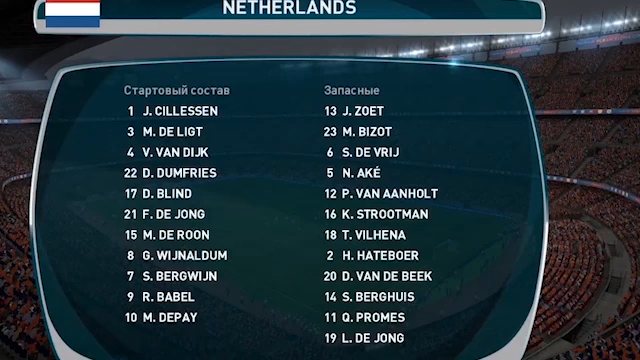 NETHERLANDS
Стартовый состав
1 J. CILLESSEN
3 M. DE LIGT
4 V. VAN DIJK
22 D. DUMFRIES
17 D. BLIND
21 F. DE JONG
15 M. DE ROON
8 G. WIJNALDUM
7 S. BERGWIJN
9 R. BABEL
10 M. DEPAY
Запасные
13 J. ZOET
23 M. BIZOT
6 S. DE VRIJ
5 N. AKÉ
12 P. VAN AANHOLT
16 K. STROOTMAN
18 T. VILHENA
2 H. HATEBOER
20 D. VAN DE BEEK
14 S. BERGHUIS
11 Q. PROMES
19 L. DE JONG